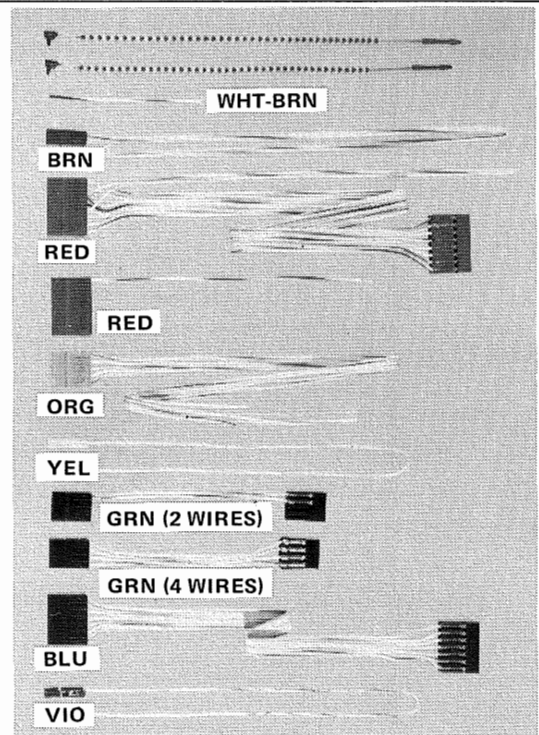 WHT-BRN
BRN
RED
RED
ORG
YEL
GRN (2 WIRES)
GRN (4 WIRES)
BLU
VIO